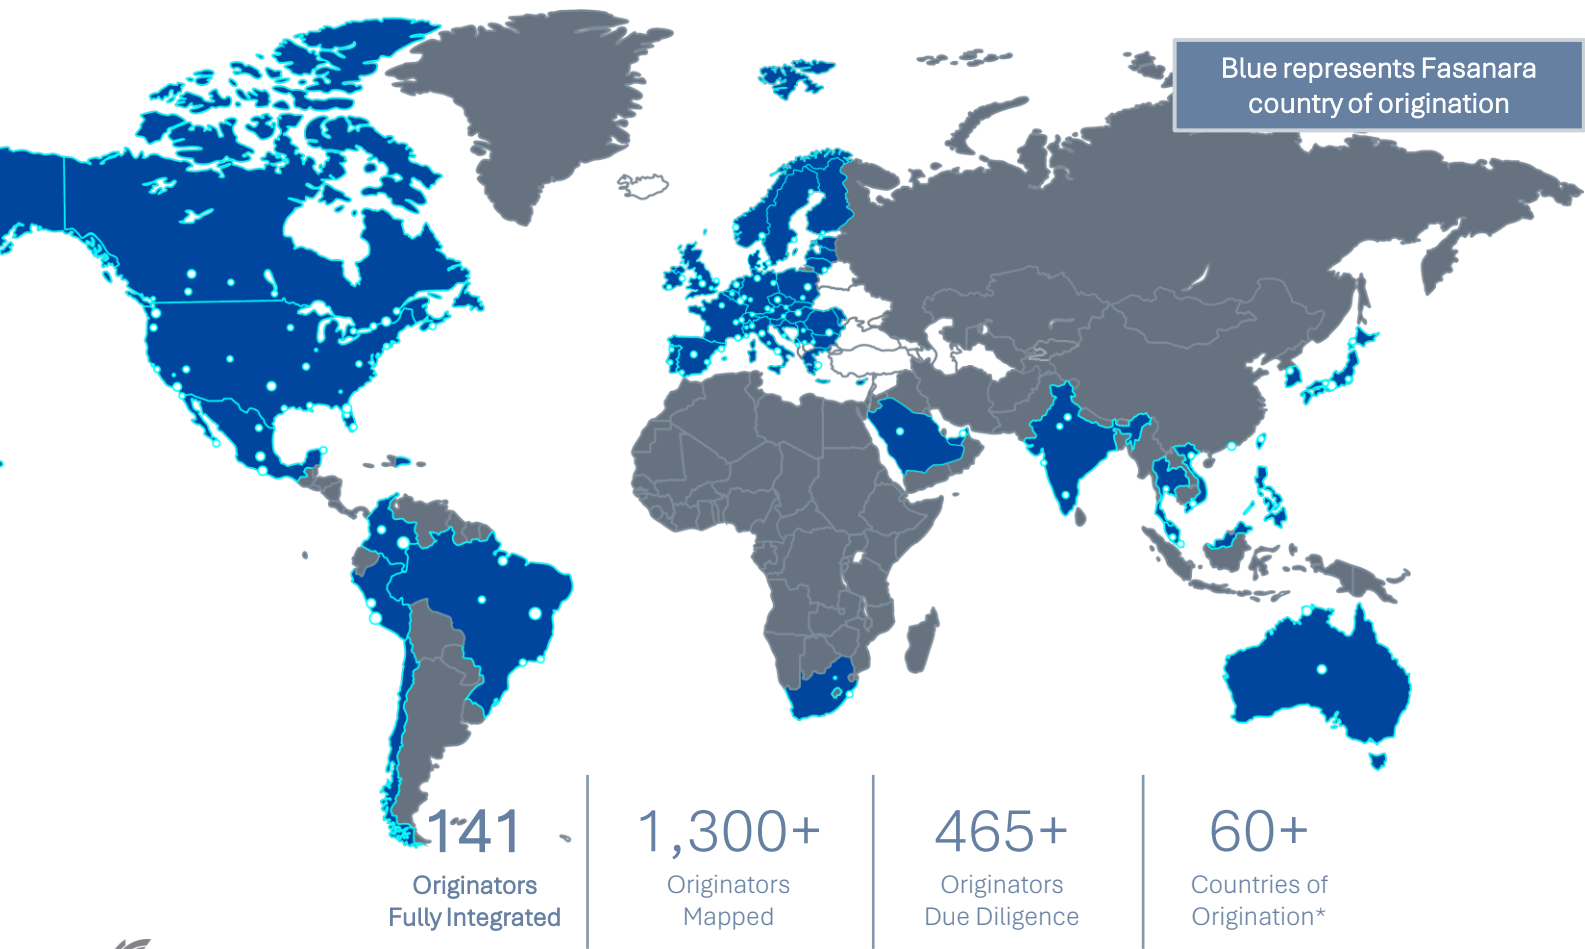 Blue represents Fasanara
country of origination
141
Originators
Fully Integrated
1,300+
Originators
Mapped
465+
Originators
Due Diligence
60+
Countries of
Origination*